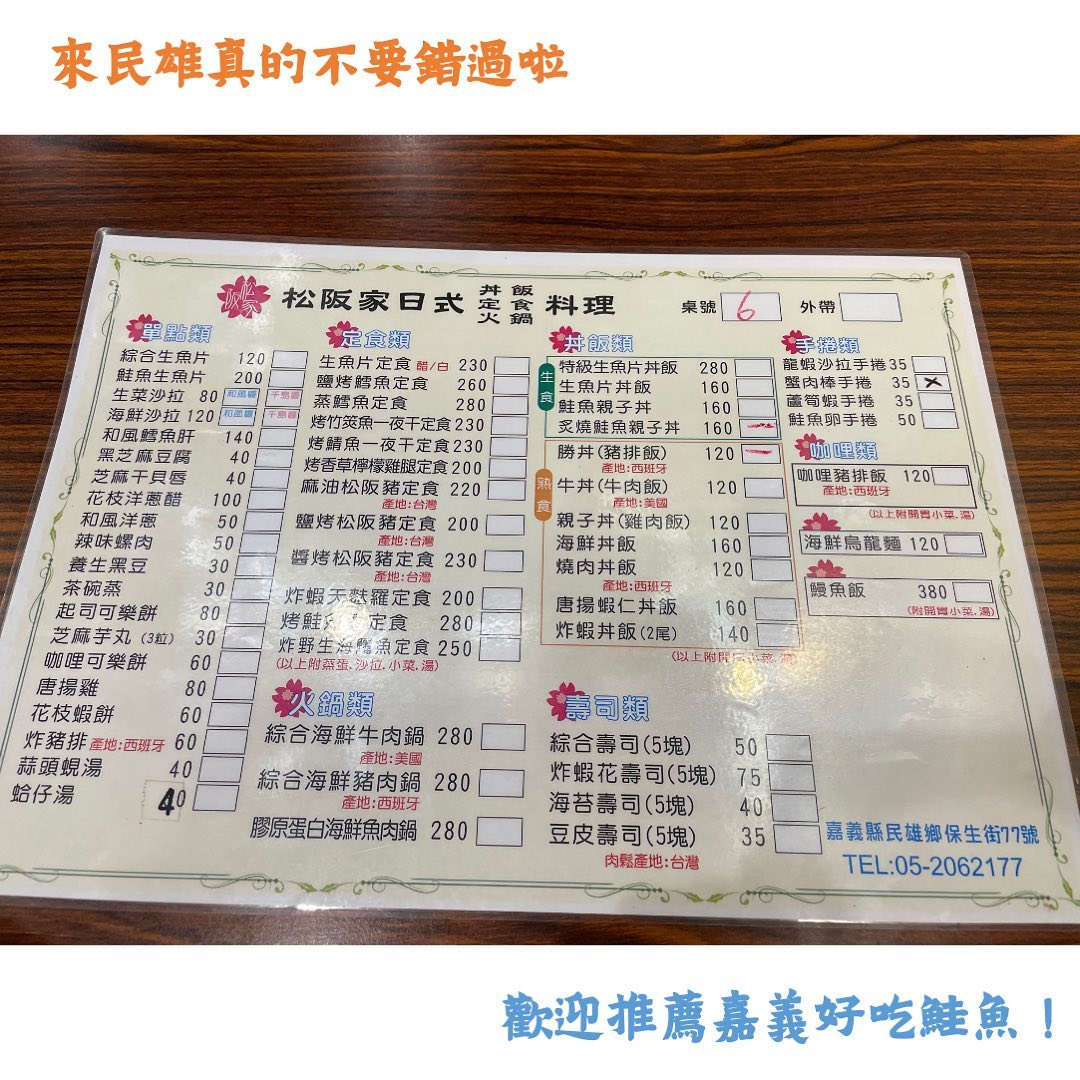 來民雄真的不要錯過啦
松阪家
松阪家日式 丼飯 定食 火鍋 料理
桌號 6 外帶
單點類
綜合生魚片 120
鮭魚生魚片 200
生菜沙拉 80 和風醬 千島醬
海鮮沙拉 120 和風醬 千島醬
和風鱈魚肝 140
黑芝麻豆腐 40
芝麻干貝唇 40
花枝洋蔥醋 100
和風洋蔥 50
辣味螺肉 50
養生黑豆 30
茶碗蒸 30
起司可樂餅 80
芝麻芋丸(3粒) 30
咖哩可樂餅 60
唐揚雞 80
花枝蝦餅 60
炸豬排 產地:西班牙 60
蒜頭蜆湯 40
蛤仔湯 40
定食類
生魚片定食 醋/白 230
鹽烤鱈魚定食 260
蒸鱈魚定食 280
烤竹筴魚一夜干定食 230
烤鯖魚一夜干定食 230
烤香草檸檬雞腿定食 200
麻油松阪豬定食 220
產地:台灣
鹽烤松阪豬定食 200
產地:台灣
醬烤松阪豬定食 230
產地:台灣
炸蝦天麩羅定食 200
烤鮭 定食 280
炸野生海鱺魚定食 250
(以上附蒸蛋.沙拉.小菜.湯)
火鍋類
綜合海鮮牛肉鍋 280
產地:美國
綜合海鮮豬肉鍋 280
產地:西班牙
膠原蛋白海鮮魚肉鍋 280
丼飯類
生食
特級生魚片丼飯 280
生魚片丼飯 160
鮭魚親子丼 160
炙燒鮭魚親子丼 160
熟食
勝丼(豬排飯) 120
產地:西班牙
牛丼(牛肉飯) 120
產地:美國
親子丼(雞肉飯) 120
海鮮丼飯 160
燒肉丼飯 120
產地:西班牙
唐揚蝦仁丼飯 160
炸蝦丼飯(2尾) 140
(以上附開 小菜.湯)
壽司類
綜合壽司(5塊) 50
炸蝦花壽司(5塊) 75
海苔壽司(5塊) 40
豆皮壽司(5塊) 35
肉鬆產地:台灣
手捲類
龍蝦沙拉手捲 35
蟹肉棒手捲 35
蘆筍蝦手捲 35
鮭魚卵手捲 50
咖哩類
咖哩豬排飯 120
產地:西班牙
(以上附開胃小菜.湯)
海鮮烏龍麵 120
鰻魚飯 380
(附開胃小菜.湯)
嘉義縣民雄鄉保生街77號
TEL:05-2062177
歡迎推薦嘉義好吃鮭魚！